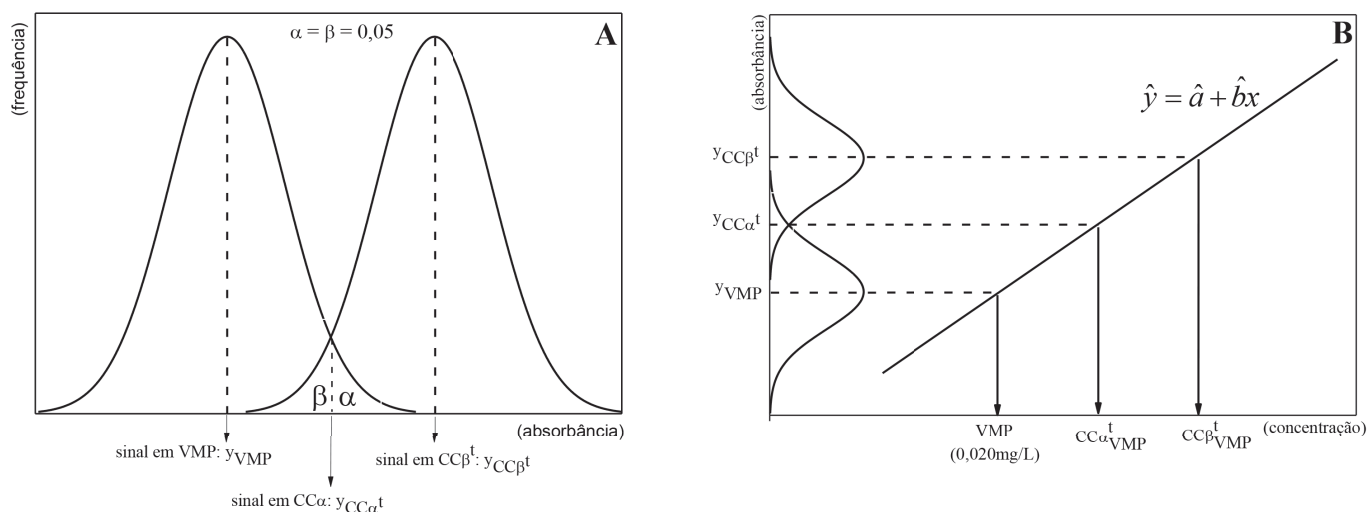 A
α = β = 0,05
(frequência)
β α
(absorbância)
sinal em VMP: yVMP
sinal em CCβt: yCCβt
sinal em CCα: yCCαt
B
(absorbância)
ŷ = â + b̂x
yCCβt
yCCαt
yVMP
VMP
(0,020mg/L)
CCαtVMP
CCβtVMP
(concentração)